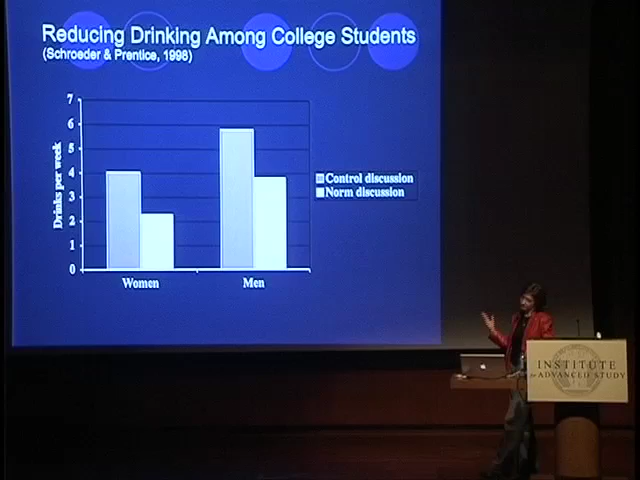 Reducing Drinking Among College Students
(Schroeder & Prentice, 1998)
7
6
5
4
3
2
1
0
Drinks per week
Women
Men
Control discussion
Norm discussion
INSTITUTE
for ADVANCED STUDY